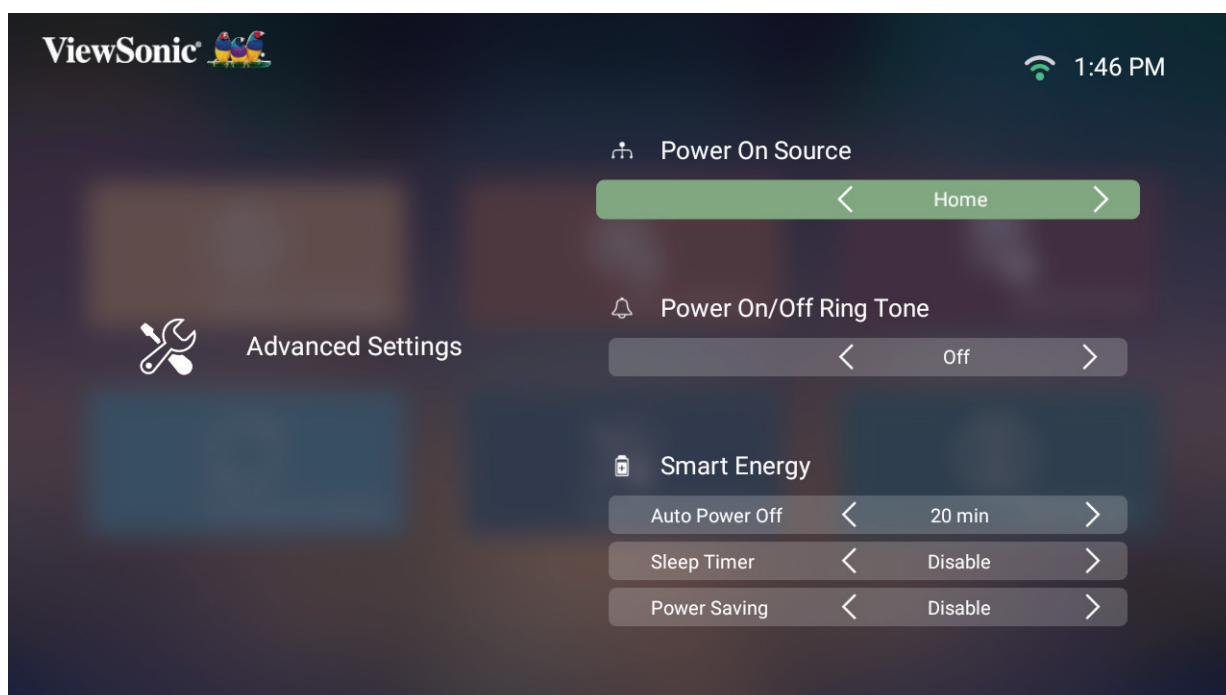 ViewSonic®
1:46 PM
Power On Source
Home
Advanced Settings
Power On/Off Ring Tone
Off
Smart Energy
Auto Power Off 20 min
Sleep Timer Disable
Power Saving Disable